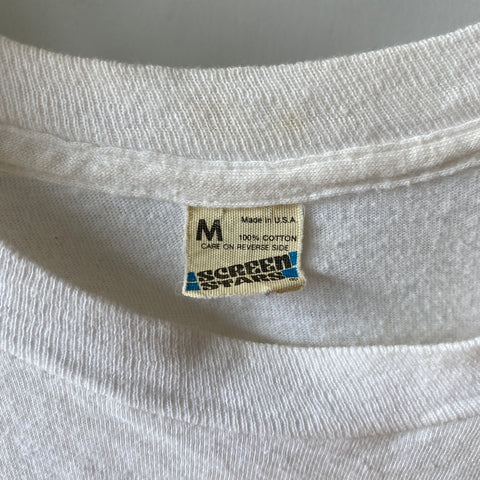 M
Made in U.S.A.
100% COTTON
CARE ON REVERSE SIDE
SCREEN
STARS